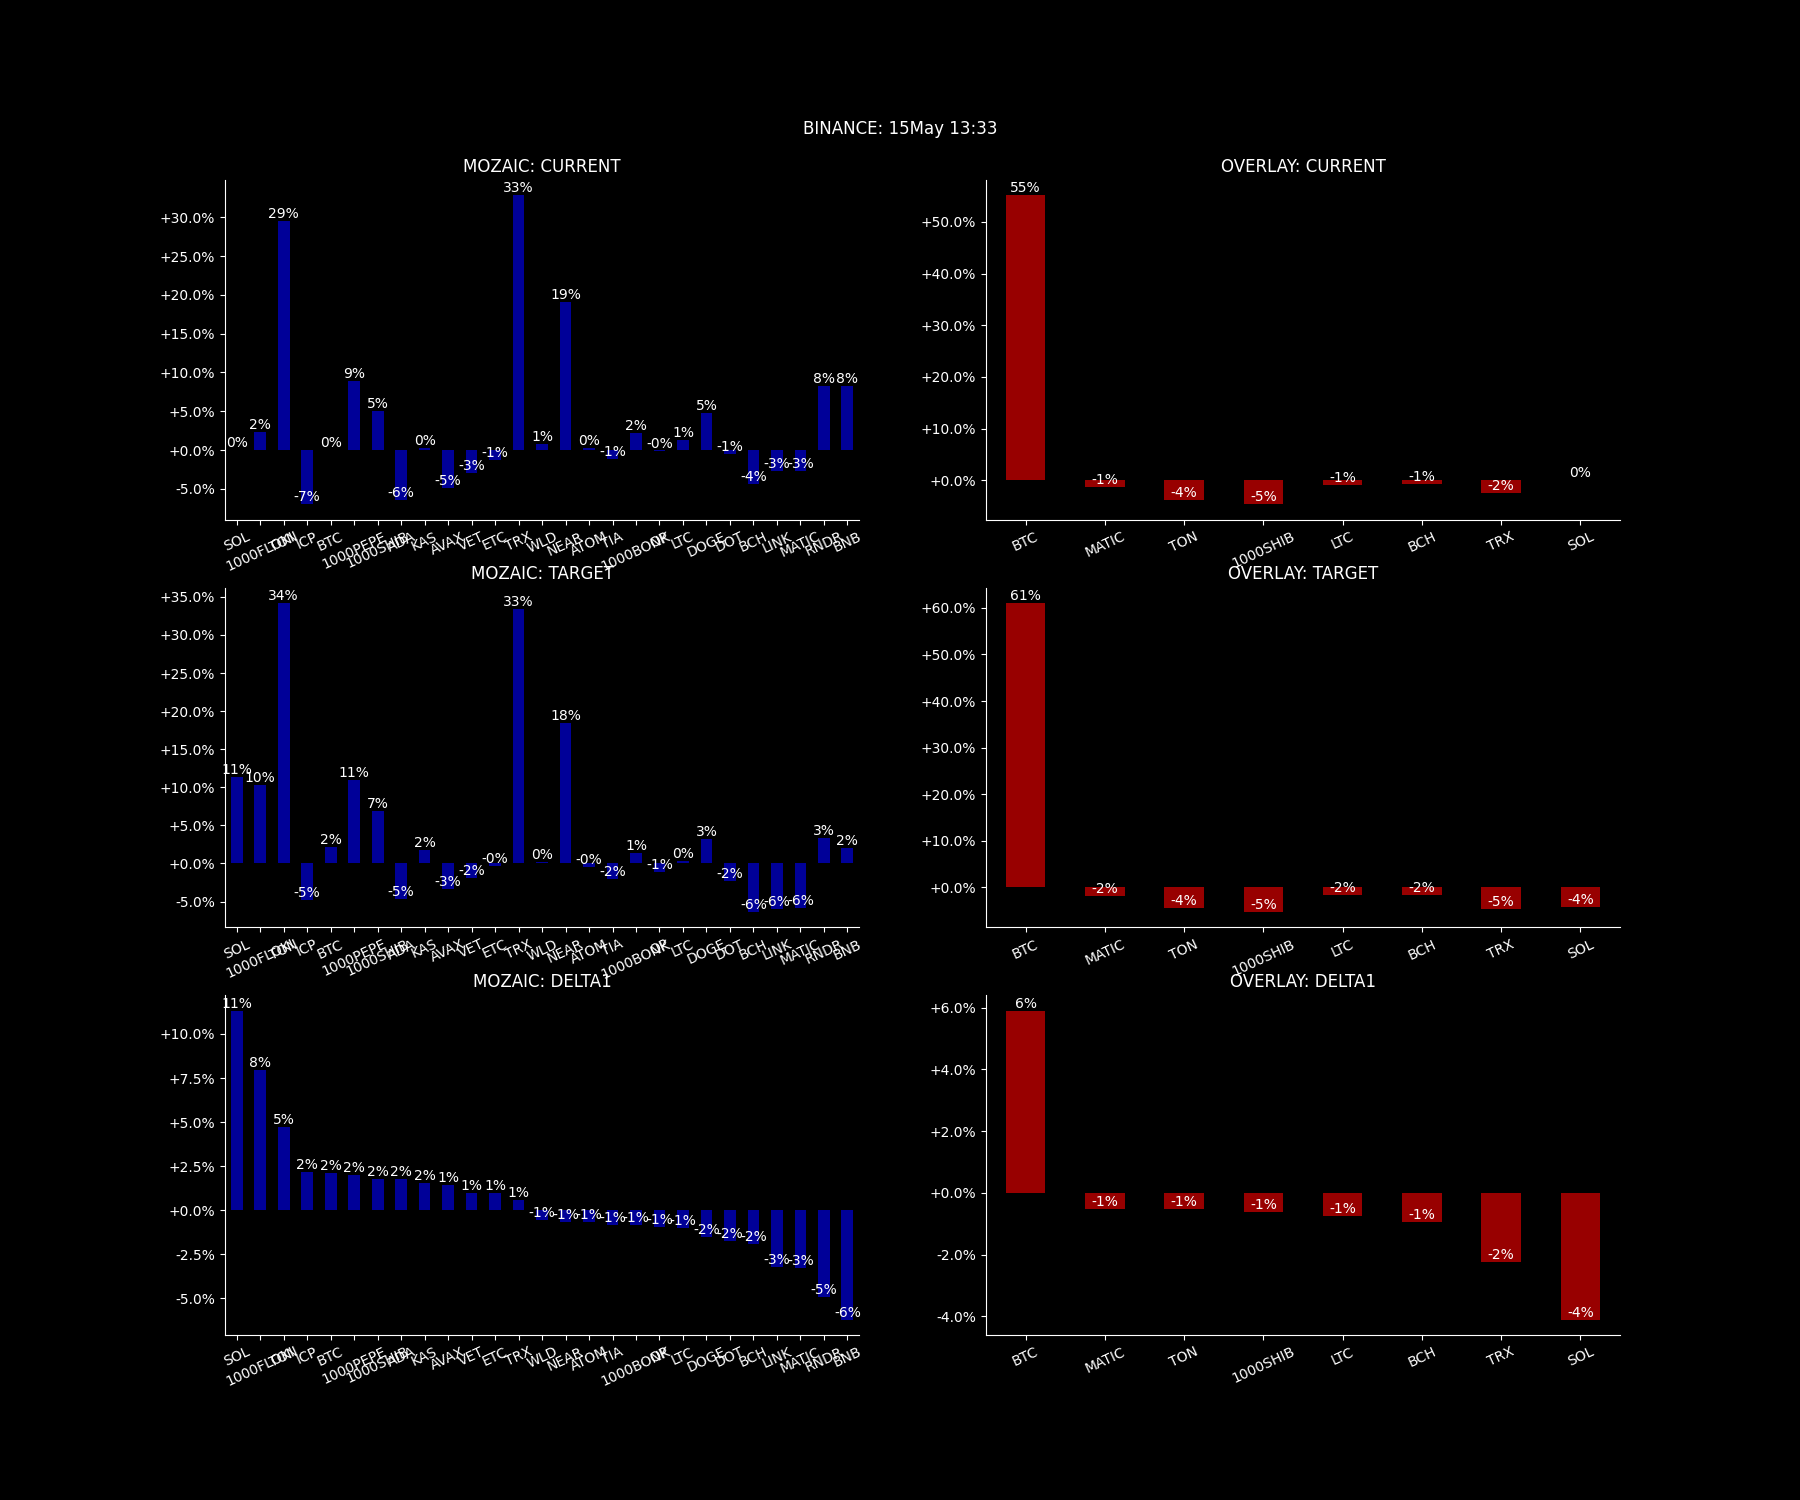 BINANCE: 15May 13:33
MOZAIC: CURRENT
+30.0%
+25.0%
+20.0%
+15.0%
+10.0%
+5.0%
+0.0%
-5.0%
0% 2% 29% -7% 0% 9% 5% -6% 0% -5% -3% -1% 33% 1% 19% 0% -1% 2% -0% 1% 5% -1% -4% -3% -3% 8% 8%
SOL 1000FLOKI TON ICP BTC 1000PEPE 1000SHIB ADA KAS AVAX VET ETC TRX WLD NEAR ATOM TIA 1000BONK LTC DOGE DOT BCH LINK MATIC RNDR BNB
OVERLAY: CURRENT
+50.0%
+40.0%
+30.0%
+20.0%
+10.0%
+0.0%
55% -1% -4% -5% -1% -1% -2% 0%
BTC MATIC TON 1000SHIB LTC BCH TRX SOL
MOZAIC: TARGET
+35.0%
+30.0%
+25.0%
+20.0%
+15.0%
+10.0%
+5.0%
+0.0%
-5.0%
11% 10% 34% -5% 2% 11% 7% -5% 2% -3% -2% -0% 33% 0% 18% -0% -2% 1% -1% 0% 3% -2% -6% -6% -6% 3% 2%
SOL 1000FLOKI TON ICP BTC 1000PEPE 1000SHIB ADA KAS AVAX VET ETC TRX WLD NEAR ATOM TIA 1000BONK LTC DOGE DOT BCH LINK MATIC RNDR BNB
OVERLAY: TARGET
+60.0%
+50.0%
+40.0%
+30.0%
+20.0%
+10.0%
+0.0%
61% -2% -4% -5% -2% -2% -5% -4%
BTC MATIC TON 1000SHIB LTC BCH TRX SOL
MOZAIC: DELTA1
+10.0%
+7.5%
+5.0%
+2.5%
+0.0%
-2.5%
-5.0%
11% 8% 5% 2% 2% 2% 2% 2% 2% 1% 1% 1% 1% -1% -1% -1% -1% -1% -1% -1% -2% -2% -2% -3% -3% -5% -6%
SOL 1000FLOKI TON ICP BTC 1000PEPE 1000SHIB ADA KAS AVAX VET ETC TRX WLD NEAR ATOM TIA 1000BONK LTC DOGE DOT BCH LINK MATIC RNDR BNB
OVERLAY: DELTA1
+6.0%
+4.0%
+2.0%
+0.0%
-2.0%
-4.0%
6% -1% -1% -1% -1% -1% -2% -4%
BTC MATIC TON 1000SHIB LTC BCH TRX SOL